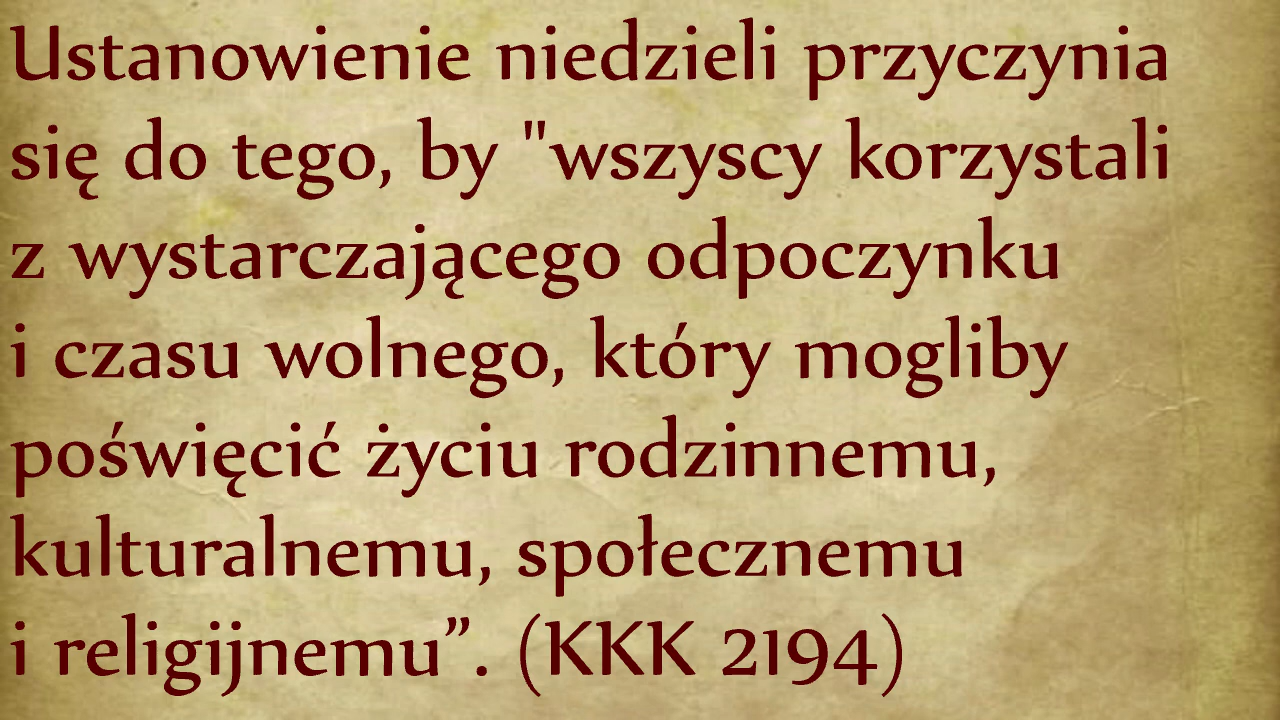 Ustanowienie niedzieli przyczynia
się do tego, by "wszyscy korzystali
z wystarczającego odpoczynku
i czasu wolnego, który mogliby
poświęcić życiu rodzinnemu,
kulturalnemu, społecznemu
i religijnemu”. (KKK 2194)